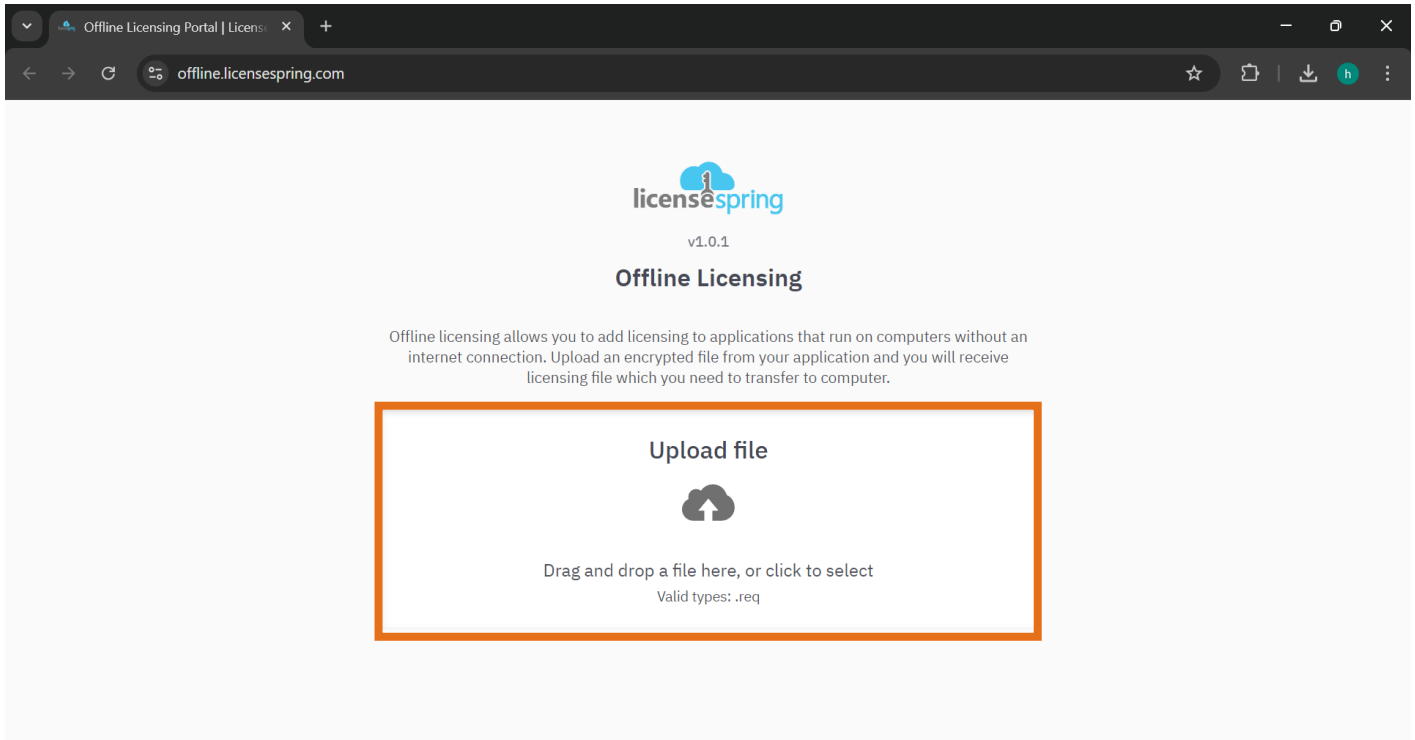 Offline Licensing Portal | License
offline.licensespring.com
h
licensespring
v1.0.1
Offline Licensing
Offline licensing allows you to add licensing to applications that run on computers without an
internet connection. Upload an encrypted file from your application and you will receive
licensing file which you need to transfer to computer.
Upload file
Drag and drop a file here, or click to select
Valid types: .req